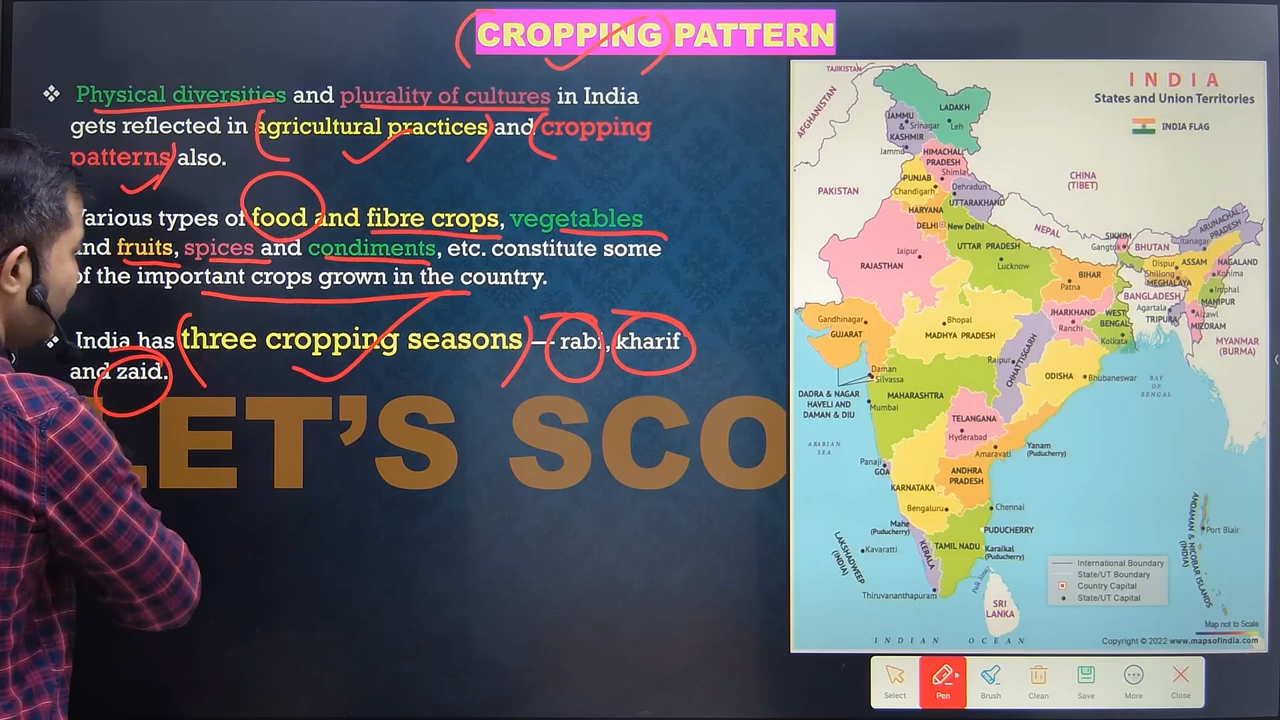 CROPPING PATTERN
❖ Physical diversities and plurality of cultures in India
gets reflected in agricultural practices and cropping
patterns also.
Various types of food and fibre crops, vegetables
and fruits, spices and condiments, etc. constitute some
of the important crops grown in the country.
❖ India has three cropping seasons — rabi, kharif
and zaid.
LET'S SCO
INDIA
States and Union Territories
INDIA FLAG
TAJIKISTAN
AFGHANISTAN
LADAKH
Leh
JAMMU
&
KASHMIR
Srinagar
Jammu
HIMACHAL
PRADESH
Shimla
PUNJAB
Chandigarh
Dehradun
UTTARAKHAND
CHINA
(TIBET)
PAKISTAN
HARYANA
DELHI
New Delhi
NEPAL
SIKKIM
Gangtok
BHUTAN
ARUNACHAL
PRADESH
Itanagar
UTTAR PRADESH
Lucknow
Jaipur
RAJASTHAN
BIHAR
Patna
Dispur
ASSAM
NAGALAND
Kohima
Shillong
MEGHALAYA
Imphal
MANIPUR
BANGLADESH
Agartala
TRIPURA
Aizawl
MIZORAM
MYANMAR
(BURMA)
Gandhinagar
GUJARAT
Bhopal
MADHYA PRADESH
JHARKHAND
Ranchi
WEST
BENGAL
Kolkata
Raipur
CHHATTISGARH
ODISHA
Bhubaneswar
BAY
OF
BENGAL
Daman
Silvassa
DADRA & NAGAR
HAVELI AND
DAMAN & DIU
MAHARASHTRA
Mumbai
TELANGANA
Hyderabad
ARABIAN
SEA
Yanam
(Puducherry)
Amaravati
Panaji
GOA
ANDHRA
PRADESH
KARNATAKA
Bengaluru
Chennai
Mahe
(Puducherry)
PUDUCHERRY
TAMIL NADU
Karaikal
(Puducherry)
KERALA
LAKSHADWEEP
(INDIA)
Kavaratti
Thiruvananthapuram
Palk Strait
SRI
LANKA
ANDAMAN & NICOBAR ISLANDS
(INDIA)
Port Blair
International Boundary
State/UT Boundary
Country Capital
State/UT Capital
Map not to Scale
INDIAN OCEAN
Copyright © 2022 www.mapsofindia.com
Select
Pen
Brush
Clean
Save
More
Close